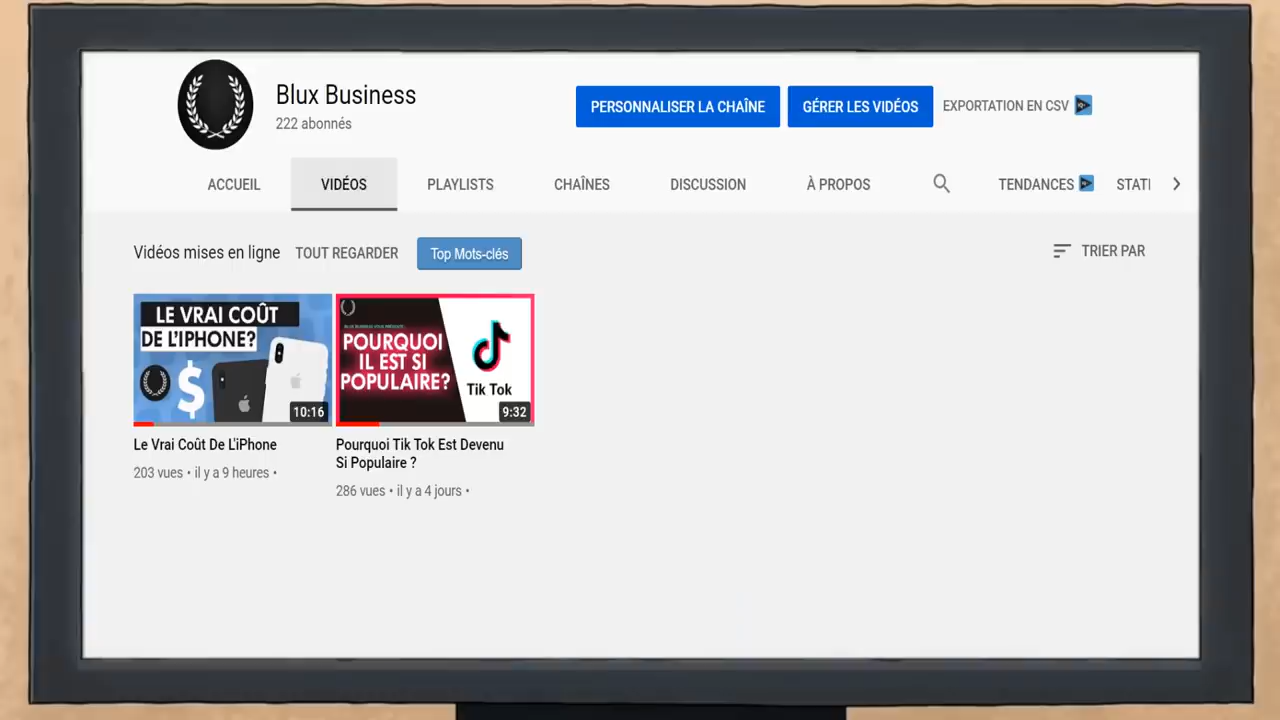 Blux Business
222 abonnés
PERSONNALISER LA CHAÎNE
GÉRER LES VIDÉOS
EXPORTATION EN CSV
ACCUEIL
VIDÉOS
PLAYLISTS
CHAÎNES
DISCUSSION
À PROPOS
TENDANCES
STATI
Vidéos mises en ligne
TOUT REGARDER
Top Mots-clés
TRIER PAR
LE VRAI COÛT
DE L'IPHONE?
$
10:16
POURQUOI
IL EST SI
POPULAIRE?
Tik Tok
9:32
Le Vrai Coût De L'iPhone
203 vues • il y a 9 heures •
Pourquoi Tik Tok Est Devenu
Si Populaire ?
286 vues • il y a 4 jours •